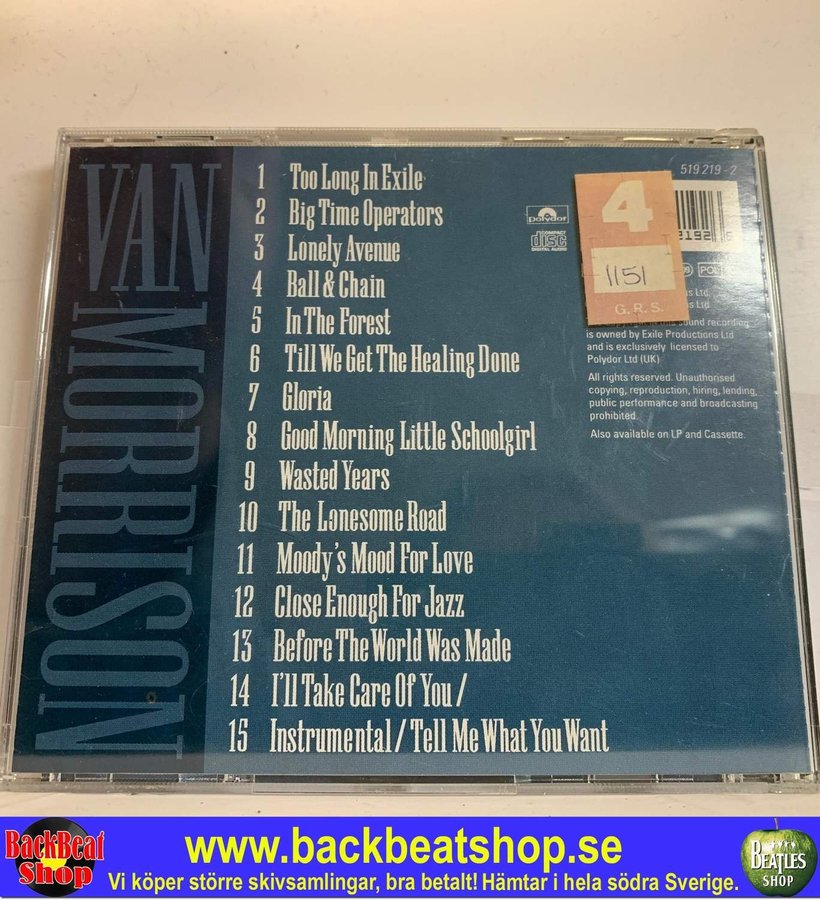 VAN MORRISON
1 Too Long In Exile
2 Big Time Operators
3 Lonely Avenue
4 Ball & Chain
5 In The Forest
6 Till We Get The Healing Done
7 Gloria
8 Good Morning Little Schoolgirl
9 Wasted Years
10 The Lonesome Road
11 Moody's Mood For Love
12 Close Enough For Jazz
13 Before The World Was Made
14 I'll Take Care Of You /
15 Instrumental / Tell Me What You Want
polydor
COMPACT
disc
DIGITAL AUDIO
519 219 - 2
4
1151
G.R.S.
Ltd
Ltd
sound recording
is owned by Exile Productions Ltd
and is exclusively licensed to
Polydor Ltd (UK)
All rights reserved. Unauthorised
copying, reproduction, hiring, lending,
public performance and broadcasting
prohibited.
Also available on LP and Cassette.
BackBeat
Shop
www.backbeatshop.se
Vi köper större skivsamlingar, bra betalt! Hämtar i hela södra Sverige.
BEATLES
SHOP